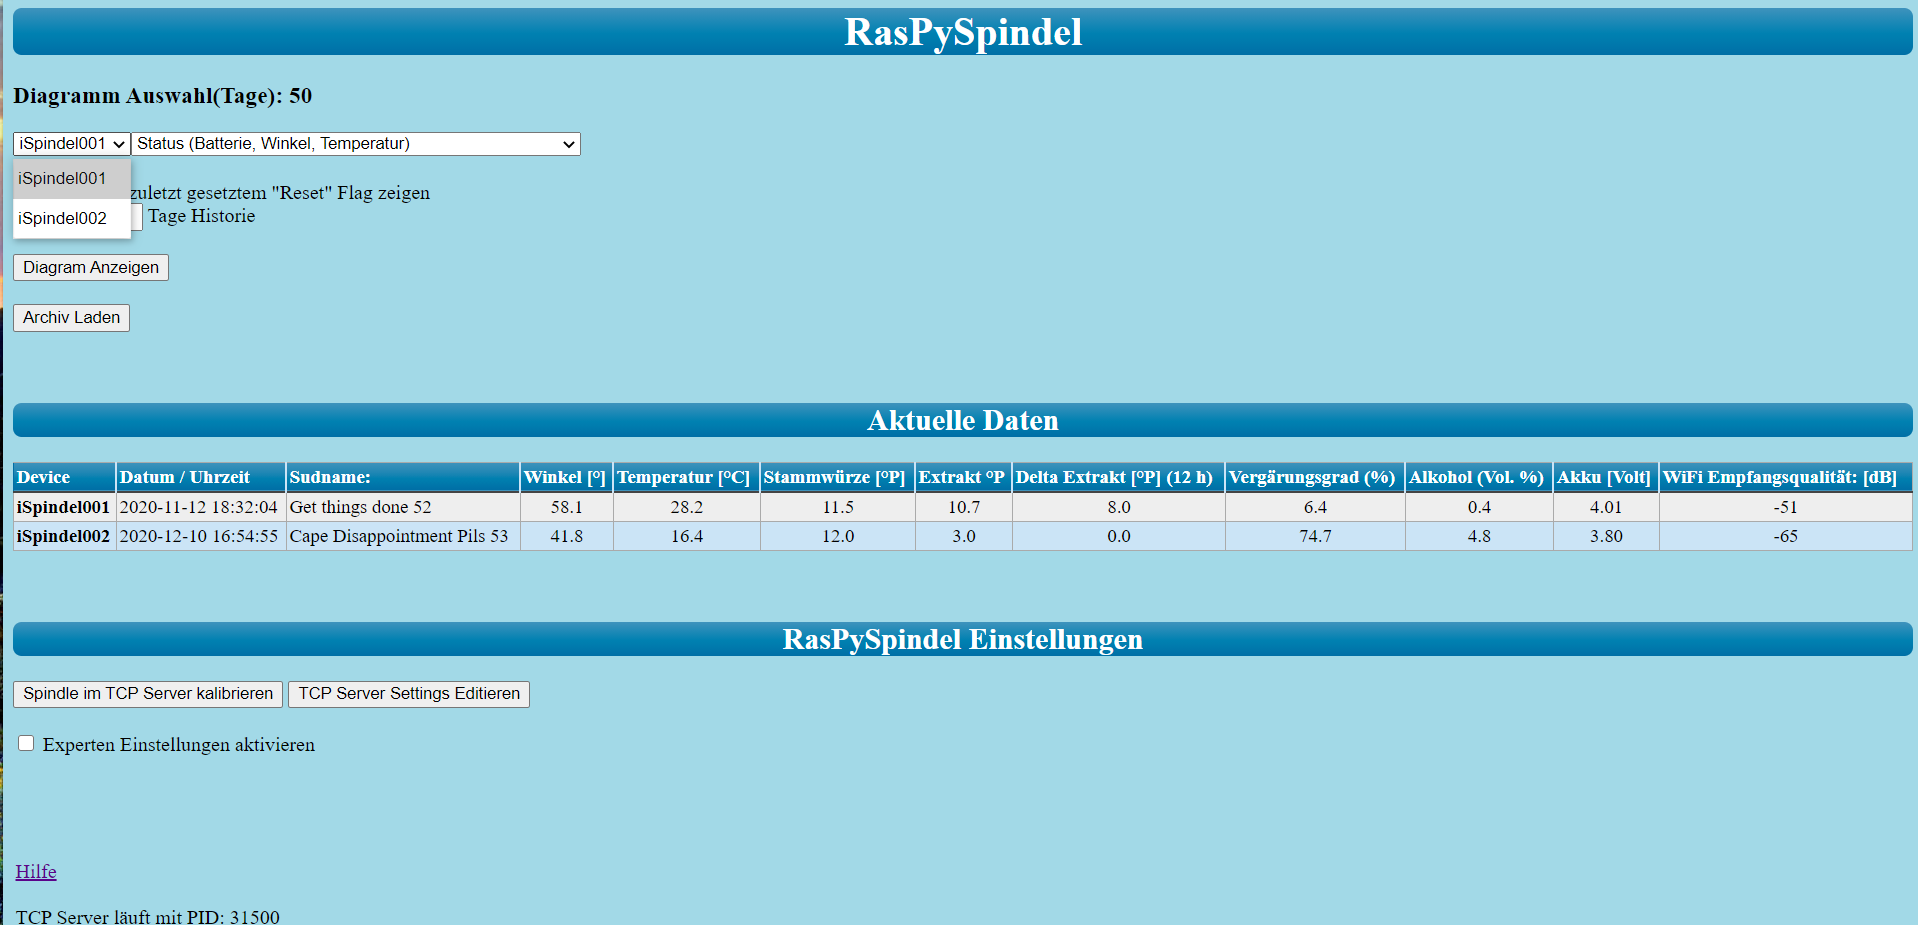 RasPySpindel
Diagramm Auswahl(Tage): 50
iSpindel001 Status (Batterie, Winkel, Temperatur)
iSpindel001
zuletzt gesetztem "Reset" Flag zeigen
iSpindel002 Tage Historie
Diagram Anzeigen
Archiv Laden
Aktuelle Daten
Device Datum / Uhrzeit Sudname: Winkel [°] Temperatur [°C] Stammwürze [°P] Extrakt °P Delta Extrakt [°P] (12 h) Vergärungsgrad (%) Alkohol (Vol. %) Akku [Volt] WiFi Empfangsqualität: [dB]
iSpindel001 2020-11-12 18:32:04 Get things done 52 58.1 28.2 11.5 10.7 8.0 6.4 0.4 4.01 -51
iSpindel002 2020-12-10 16:54:55 Cape Disappointment Pils 53 41.8 16.4 12.0 3.0 0.0 74.7 4.8 3.80 -65
RasPySpindel Einstellungen
Spindle im TCP Server kalibrieren TCP Server Settings Editieren
Experten Einstellungen aktivieren
Hilfe
TCP Server läuft mit PID: 31500